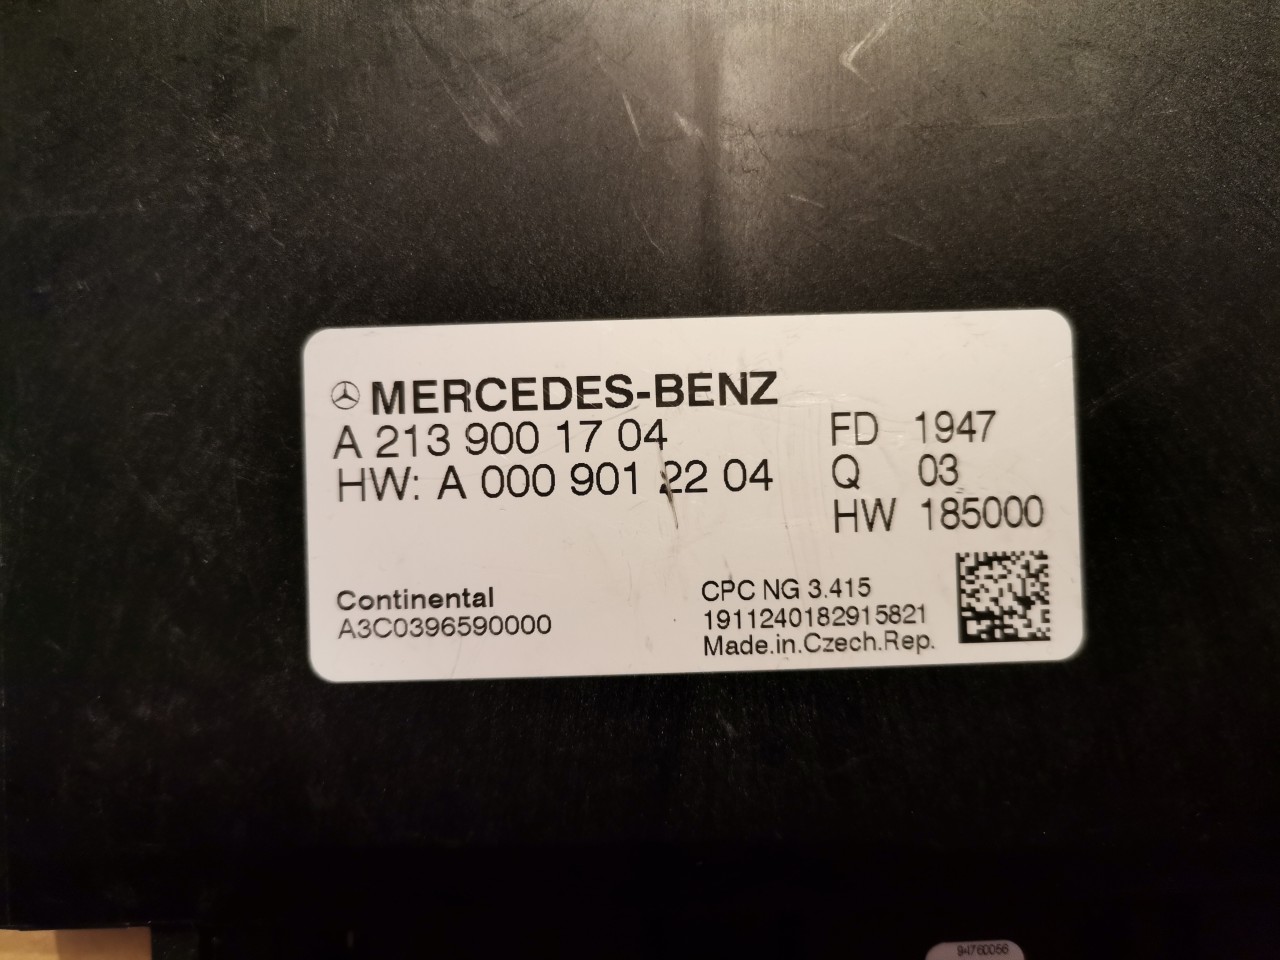 MERCEDES-BENZ
A 213 900 17 04
HW: A 000 901 22 04
FD 1947
Q 03
HW 185000
Continental
A3C0396590000
CPC NG 3.415
1911240182915821
Made.in.Czech.Rep.
94760056